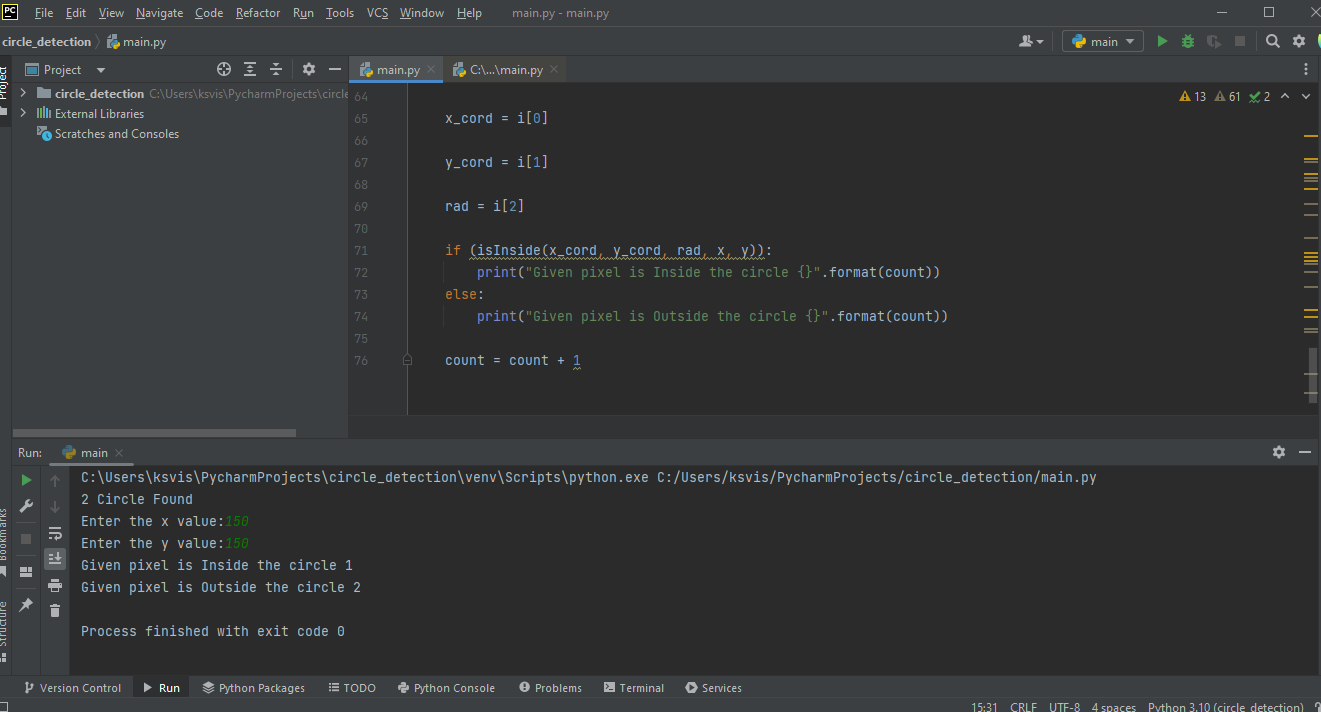 PC File Edit View Navigate Code Refactor Run Tools VCS Window Help main.py - main.py
circle_detection main.py main
Project main.py C:\...\main.py
Project
circle_detection C:\Users\ksvis\PycharmProjects\circle
External Libraries
Scratches and Consoles
13 61 2
64
65 x_cord = i[0]
66
67 y_cord = i[1]
68
69 rad = i[2]
70
71 if (isInside(x_cord, y_cord, rad, x, y)):
72 print("Given pixel is Inside the circle {}".format(count))
73 else:
74 print("Given pixel is Outside the circle {}".format(count))
75
76 count = count + 1
Run: main
C:\Users\ksvis\PycharmProjects\circle_detection\venv\Scripts\python.exe C:/Users/ksvis/PycharmProjects/circle_detection/main.py
2 Circle Found
Enter the x value:150
Enter the y value:150
Given pixel is Inside the circle 1
Given pixel is Outside the circle 2
Process finished with exit code 0
Bookmarks
Structure
Version Control Run Python Packages TODO Python Console Problems Terminal Services
15:31 CRLF UTF-8 4 spaces Python 3.10 (circle_detection)